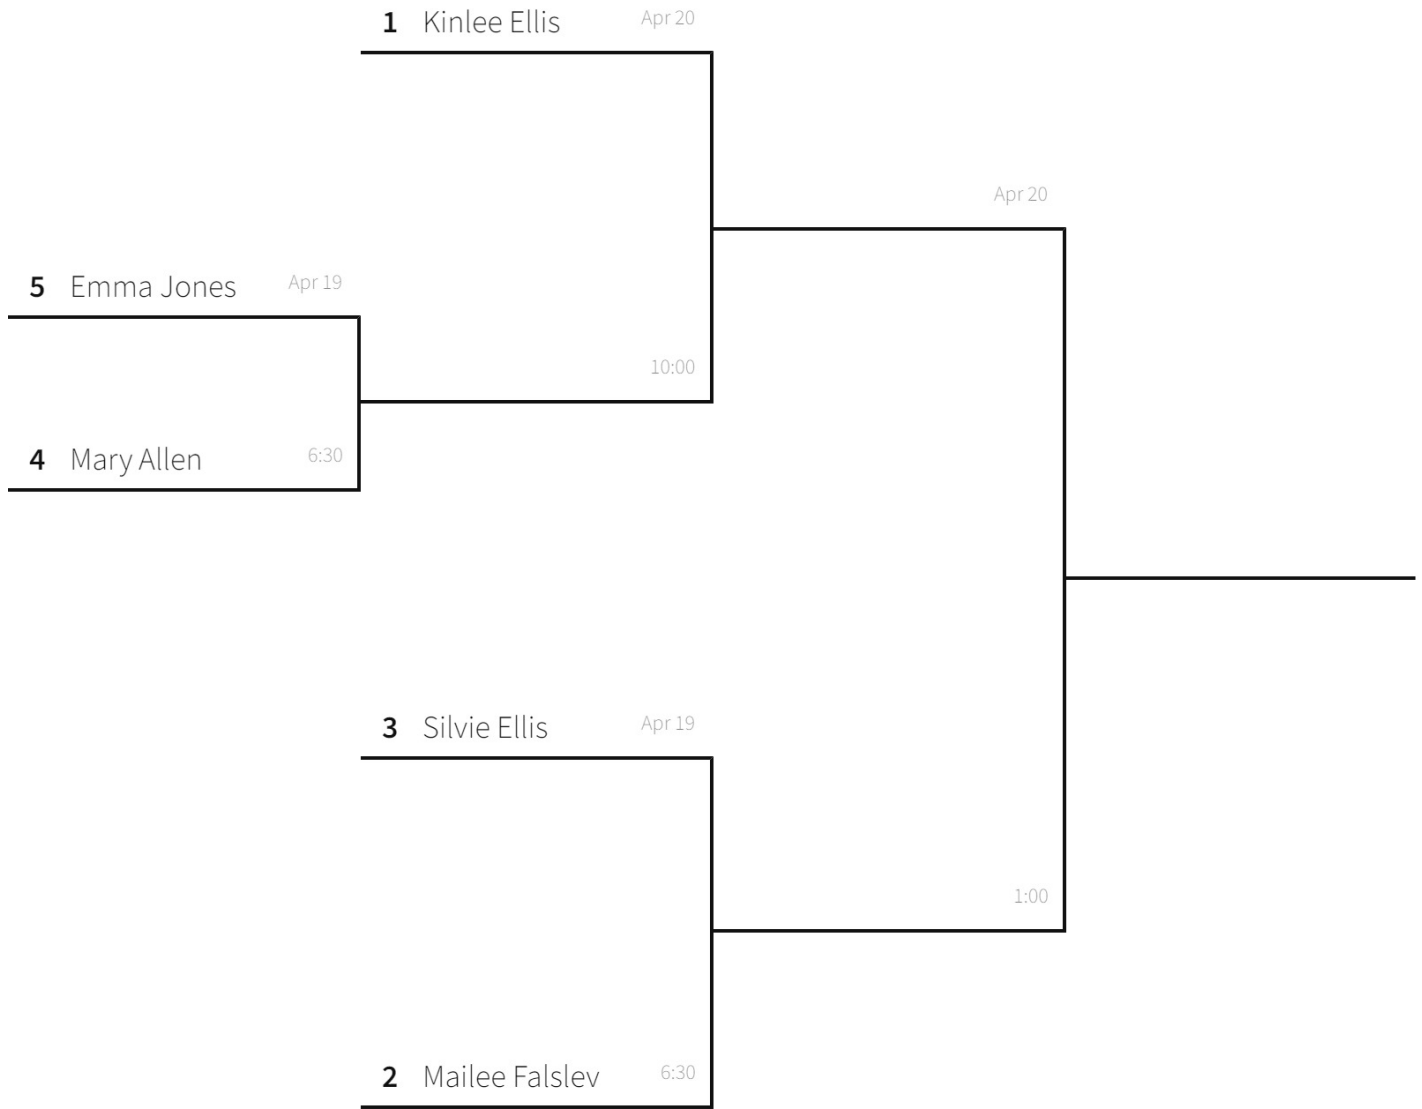 1 Kinlee Ellis Apr 20
Apr 20
5 Emma Jones Apr 19
10:00
4 Mary Allen 6:30
3 Silvie Ellis Apr 19
1:00
2 Mailee Falslev 6:30